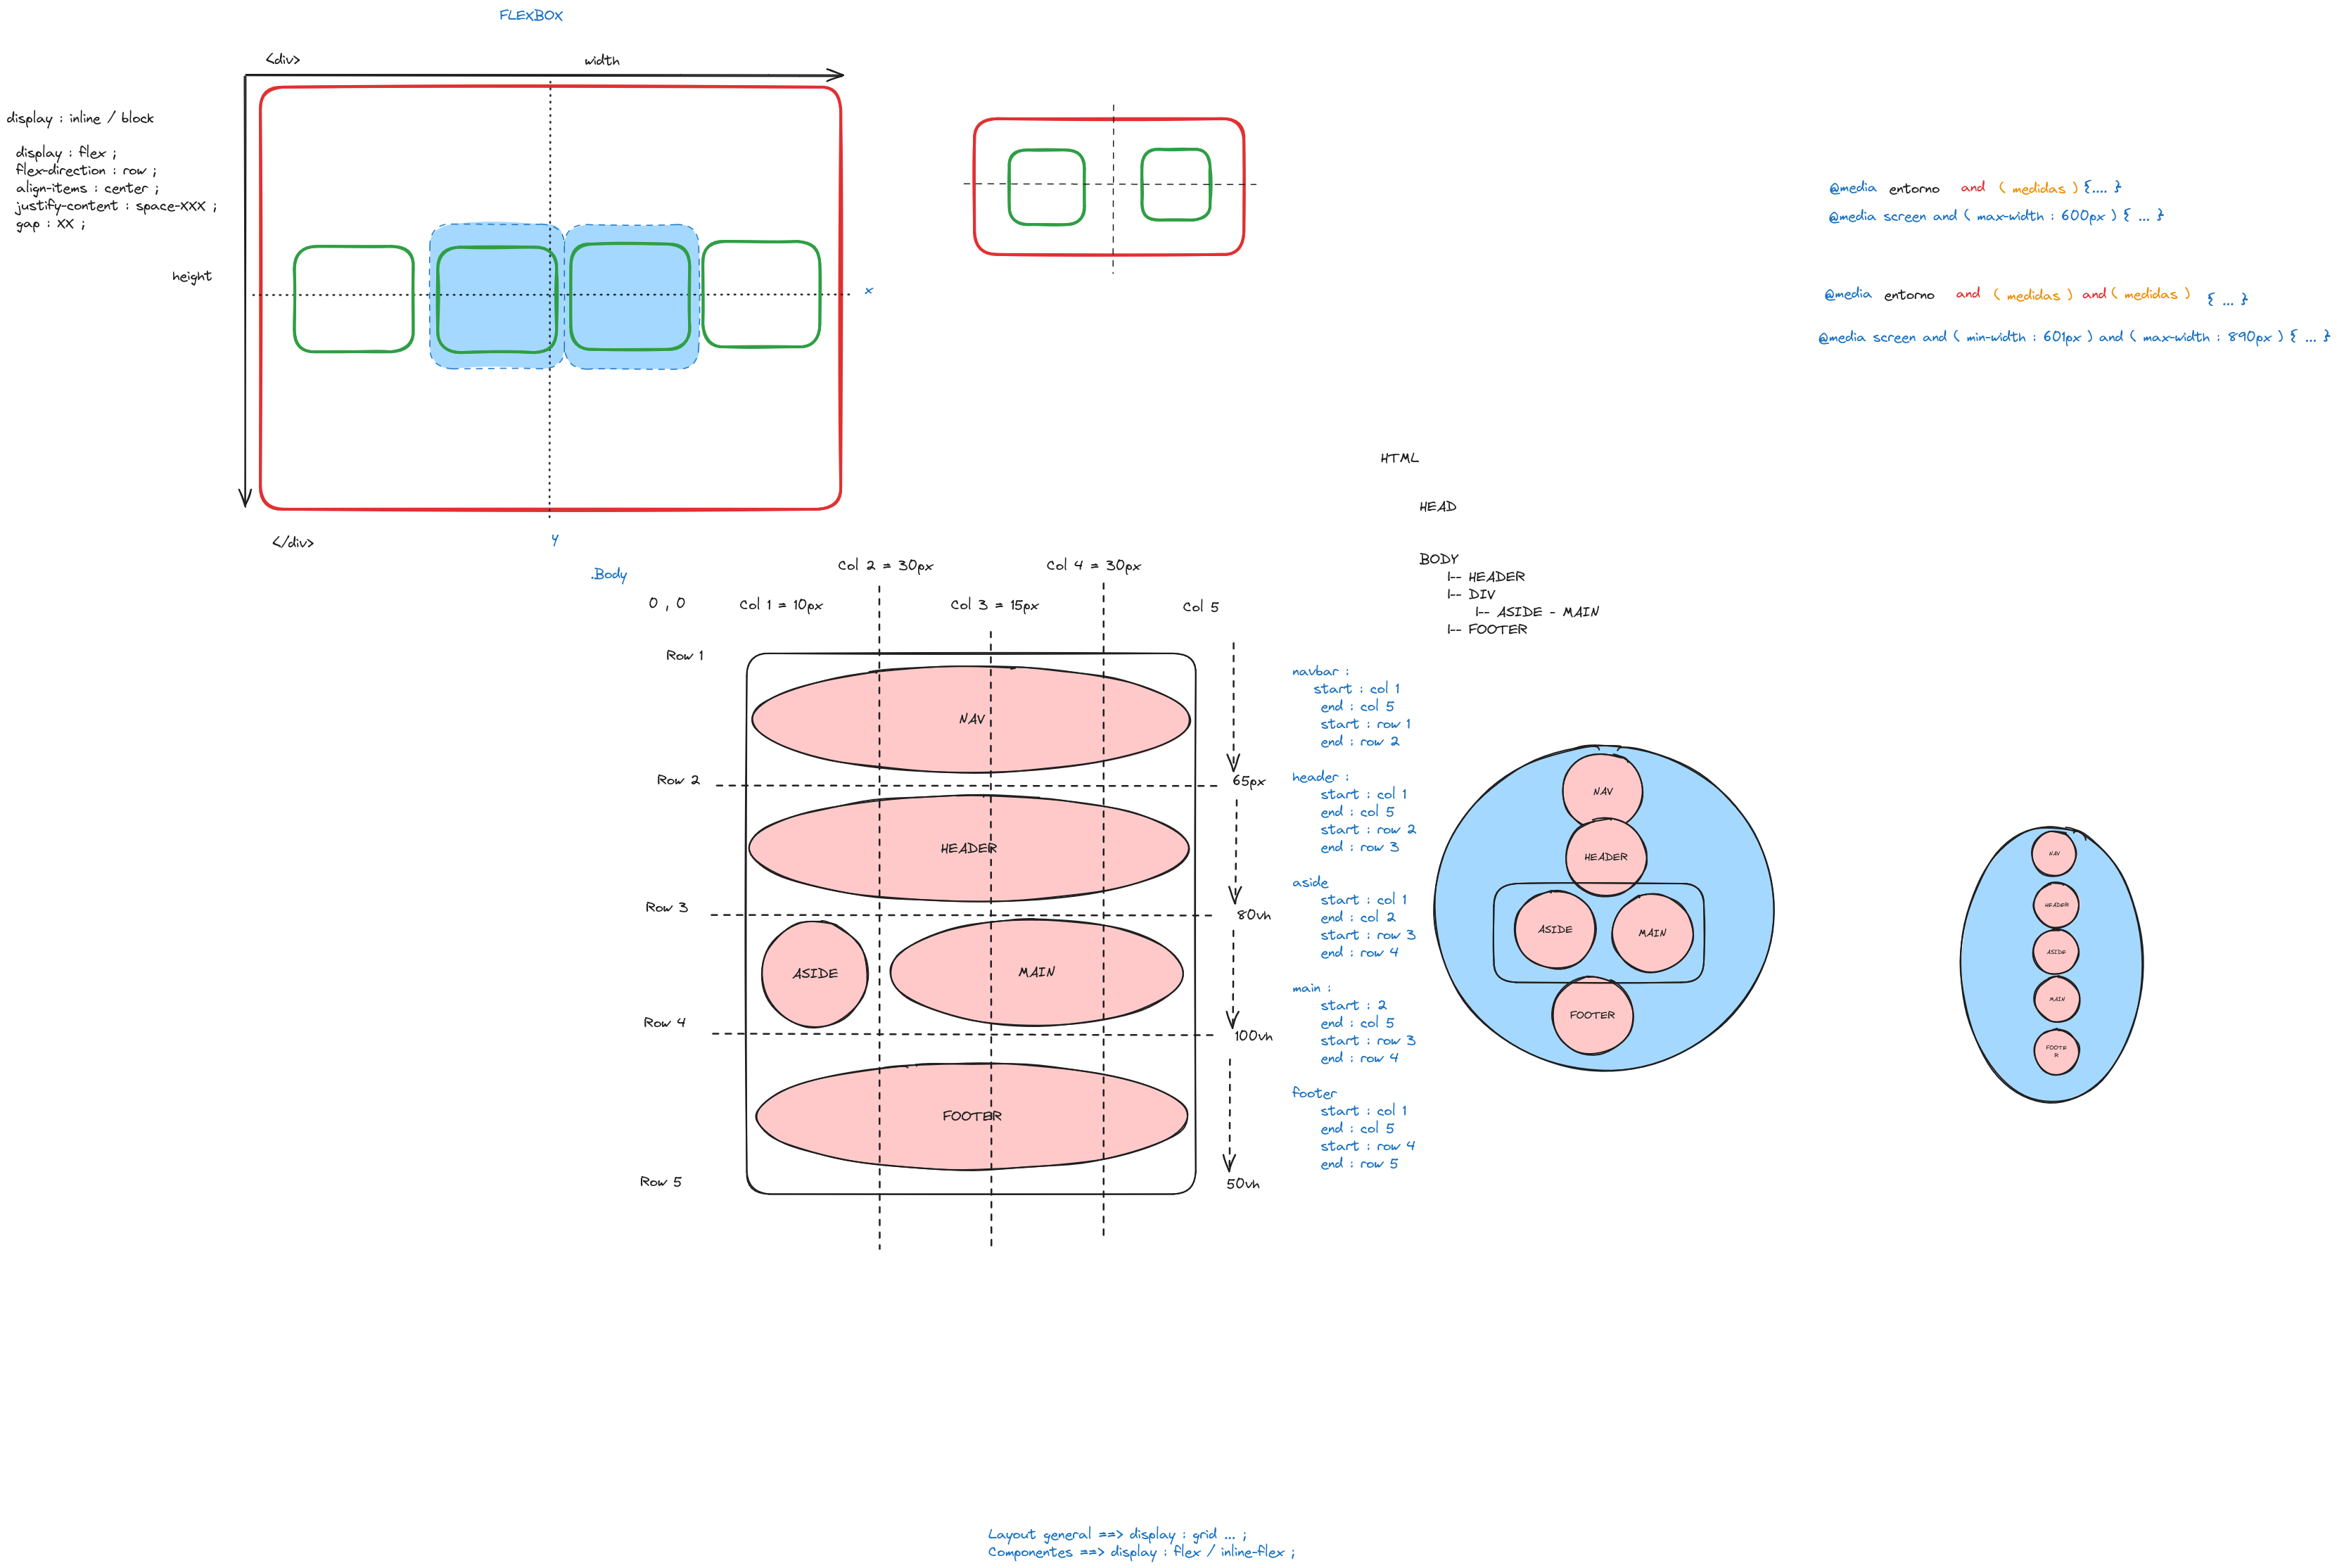 FLEXBOX
<div>
width
display : inline / block
display : flex ;
flex-direction : row ;
align-items : center ;
justify-content : space-XXX ;
gap : XX ;
height
x
y
</div>
@media entorno and ( medidas ) {.... }
@media screen and ( max-width : 600px ) { ... }
@media entorno and ( medidas ) and ( medidas ) { ... }
@media screen and ( min-width : 601px ) and ( max-width : 890px ) { ... }
HTML
HEAD
BODY
|-- HEADER
|-- DIV
|-- ASIDE - MAIN
|-- FOOTER
.Body
0 , 0
Col 1 = 10px
Col 2 = 30px
Col 3 = 15px
Col 4 = 30px
Col 5
Row 1
NAV
Row 2
65px
HEADER
Row 3
80vh
ASIDE
MAIN
Row 4
100vh
FOOTER
Row 5
50vh
navbar :
start : col 1
end : col 5
start : row 1
end : row 2
header :
start : col 1
end : col 5
start : row 2
end : row 3
aside
start : col 1
end : col 2
start : row 3
end : row 4
main :
start : 2
end : col 5
start : row 3
end : row 4
footer
start : col 1
end : col 5
start : row 4
end : row 5
NAV
HEADER
ASIDE
MAIN
FOOTER
NAV
HEADER
ASIDE
MAIN
FOOTE
R
Layout general ==> display : grid ... ;
Componentes ==> display : flex / inline-flex ;